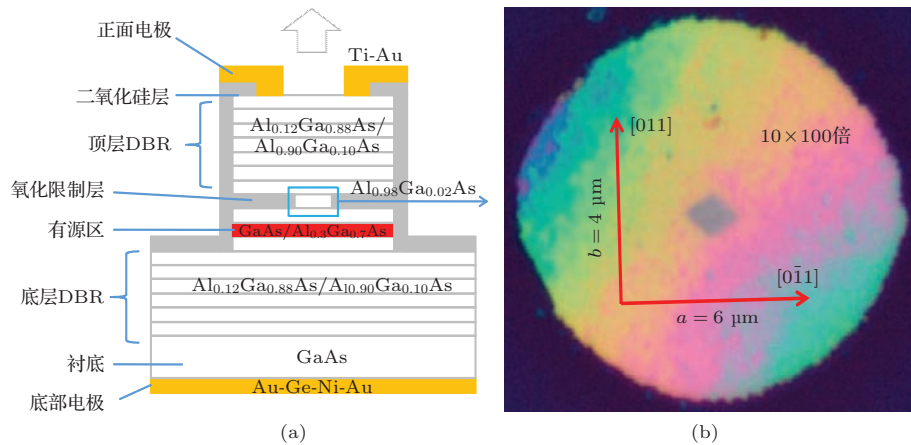 正面电极
Ti-Au
二氧化硅层
顶层DBR
Al0.12Ga0.88As/
Al0.90Ga0.10As
氧化限制层
Al0.98Ga0.02As
有源区
GaAs/Al0.3Ga0.7As
底层DBR
Al0.12Ga0.88As/Al0.90Ga0.10As
衬底
GaAs
底部电极
Au-Ge-Ni-Au
(a)
[011]
10×100倍
b = 4 µm
[01̄1]
a = 6 µm
(b)